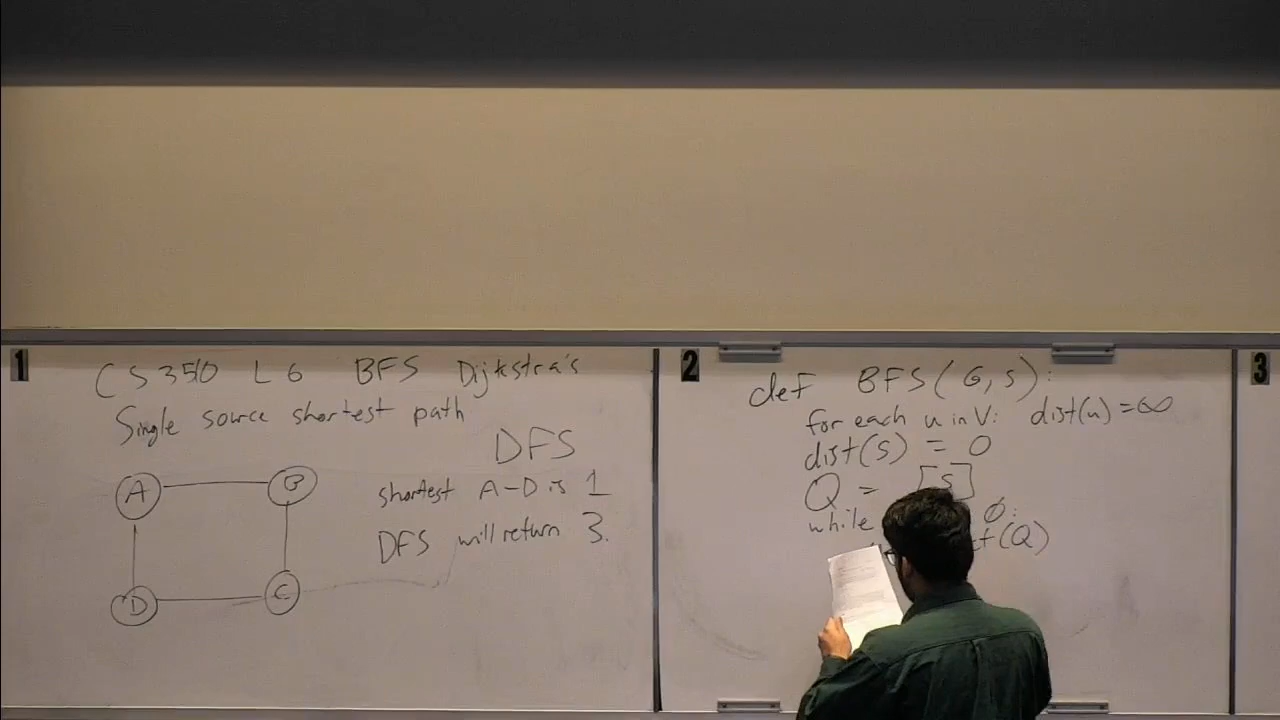 1
CS 350 L6 BFS Dijkstra's
Single source shortest path
DFS
A
B
shortest A-D is 1
DFS will return 3.
D
C
2
def BFS(G,s):
for each u in V: dist(u)=∞
dist(s) = 0
Q = [s]
while ∅:
(Q)
3